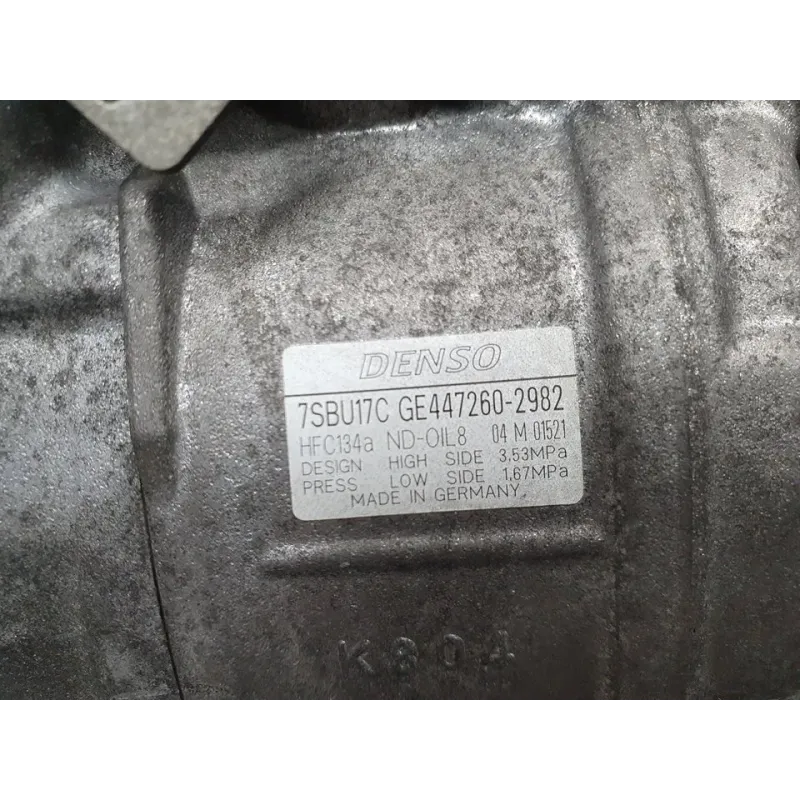 DENSO
7SBU17C GE447260-2982
HFC134a ND-OIL8 04 M 01521
DESIGN HIGH SIDE 3,53MPa
PRESS LOW SIDE 1,67MPa
MADE IN GERMANY
K804